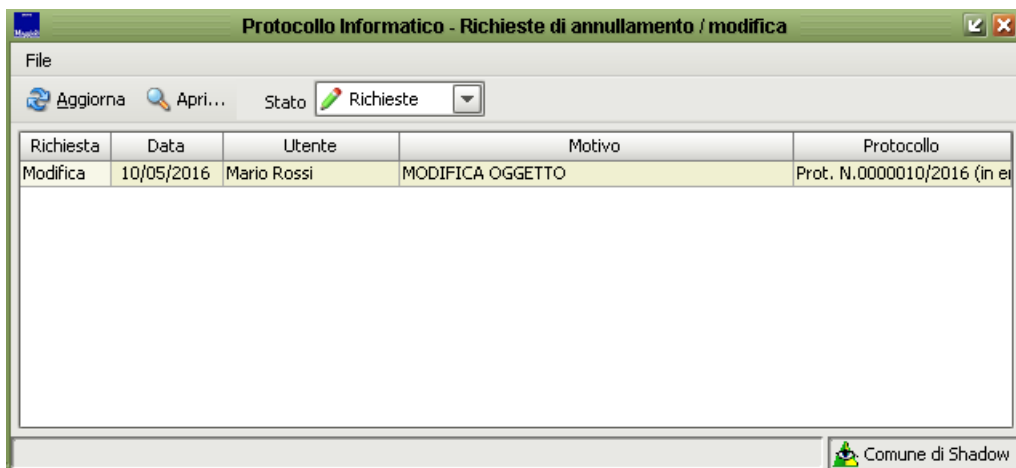 Protocollo Informatico - Richieste di annullamento / modifica
File
Aggiorna Apri... Stato Richieste
Richiesta Data Utente Motivo Protocollo
Modifica 10/05/2016 Mario Rossi MODIFICA OGGETTO Prot. N.0000010/2016 (in
Comune di Shadow